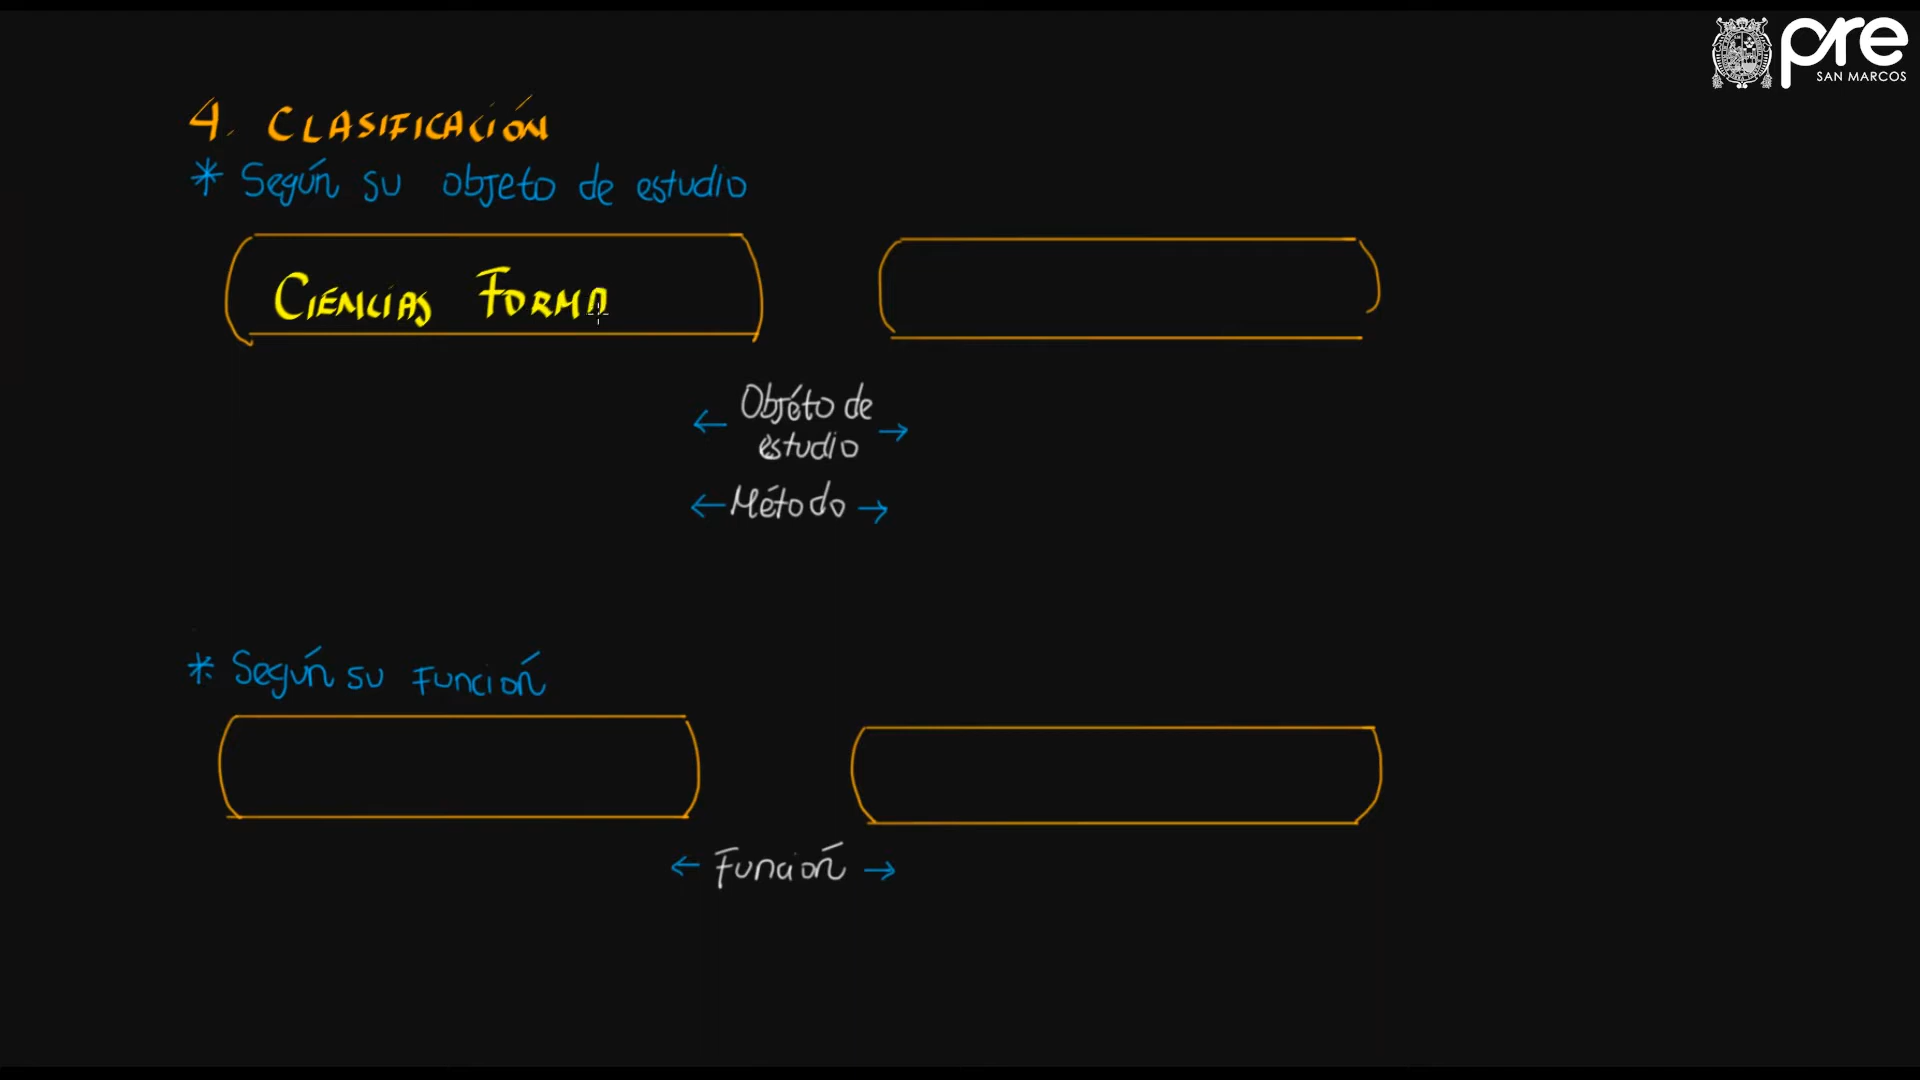 pre
SAN MARCOS
4. CLASIFICACIÓN
* Según su objeto de estudio
CIENCIAS FORMA
← Objéto de →
estudio
← Método →
* Según su Función
← Función →